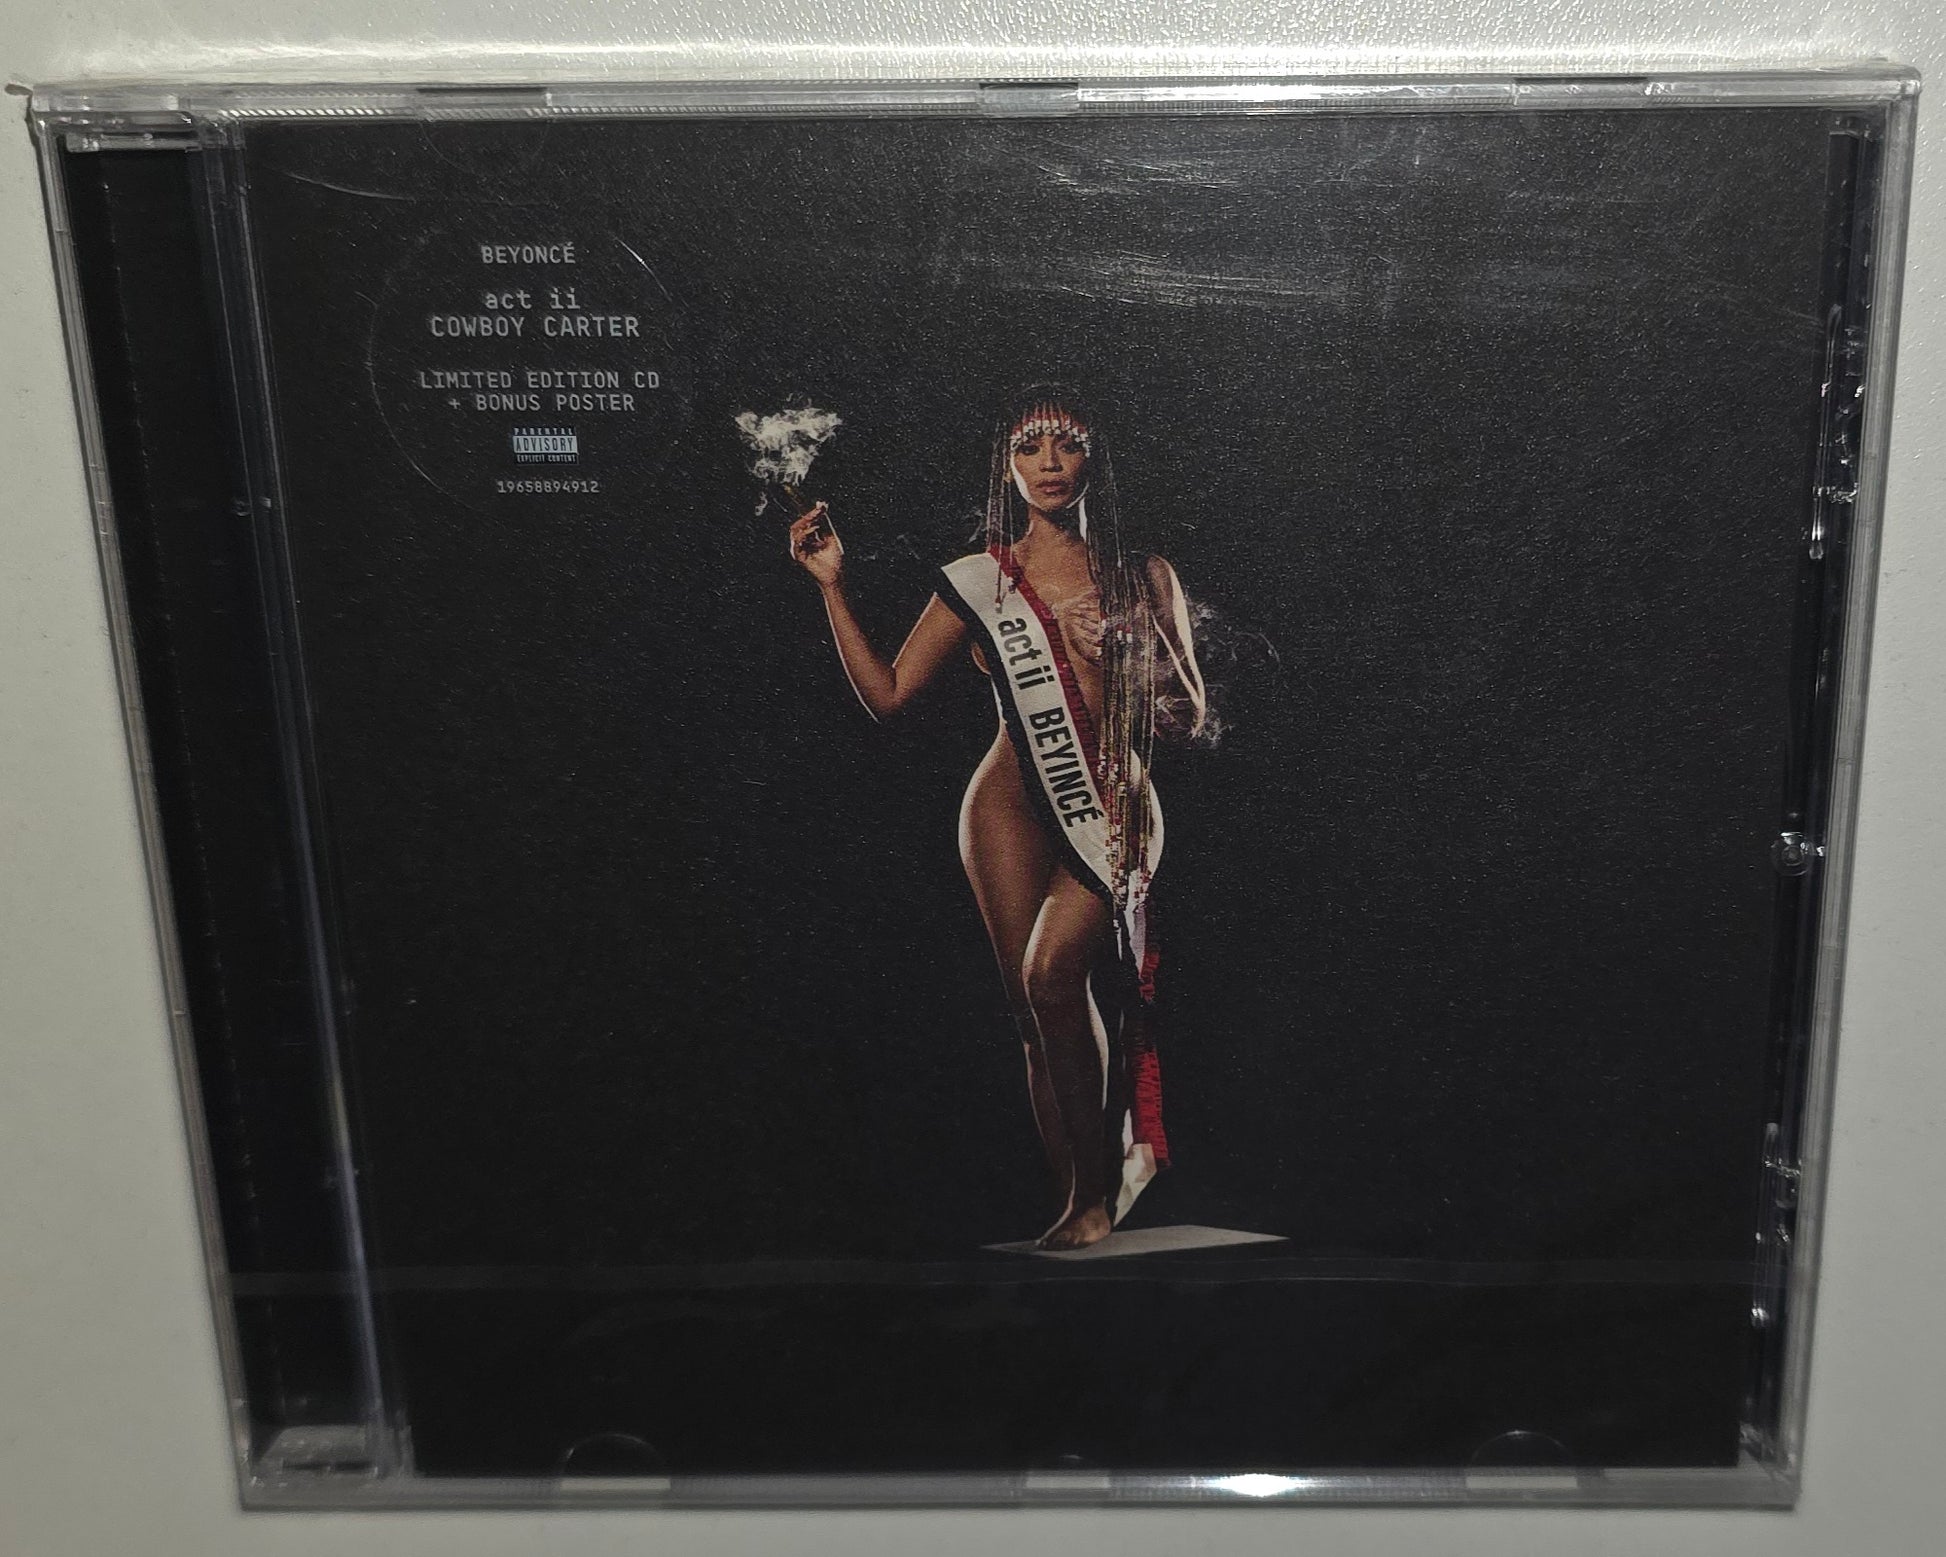 BEYONCÉ
act ii
COWBOY CARTER
LIMITED EDITION CD
+ BONUS POSTER
PARENTAL
ADVISORY
EXPLICIT CONTENT
19658894912
act ii BEYINCÉ